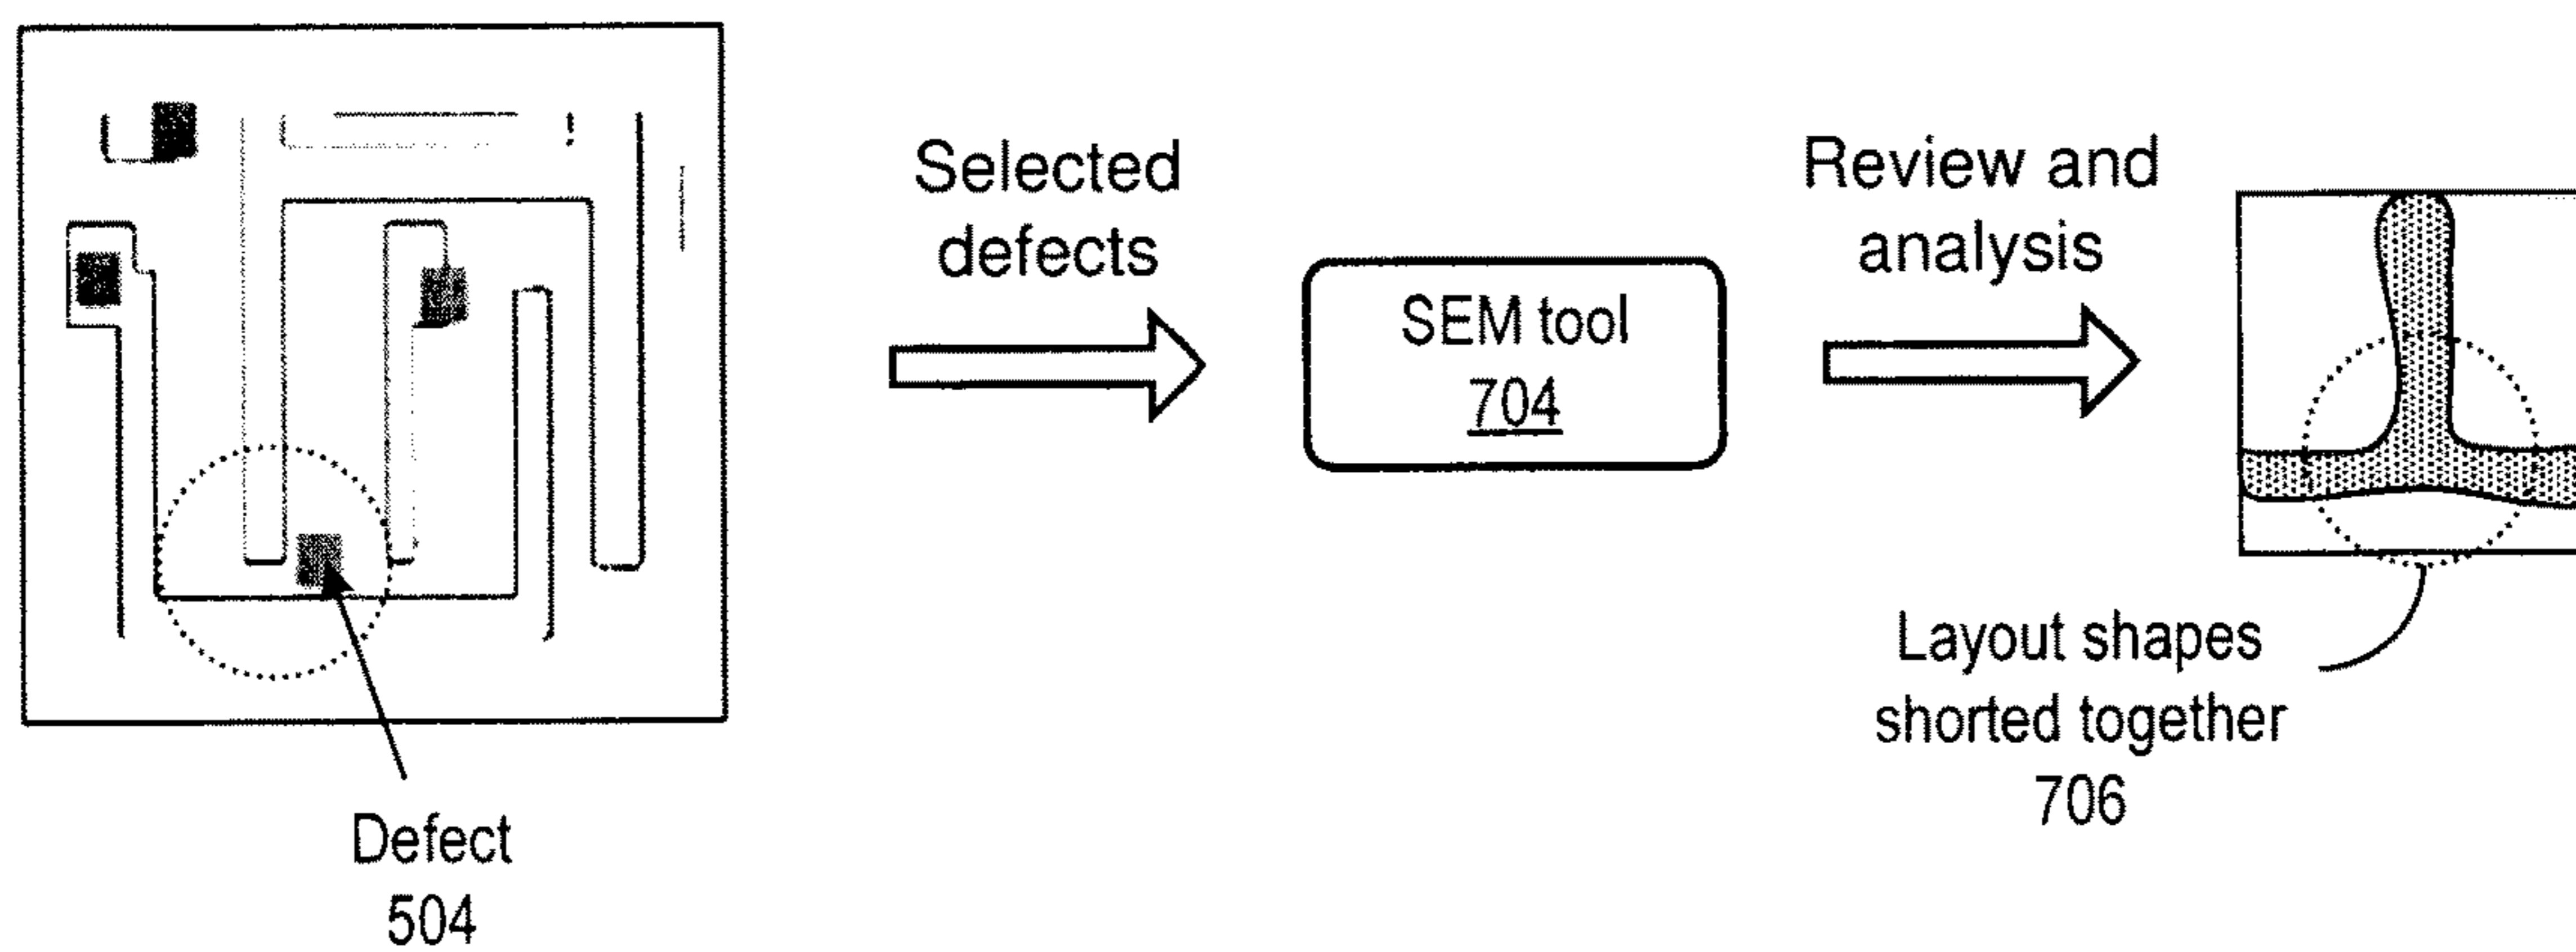 Selected
defects
SEM tool
704
Review and
analysis
Layout shapes
shorted together
706
Defect
504